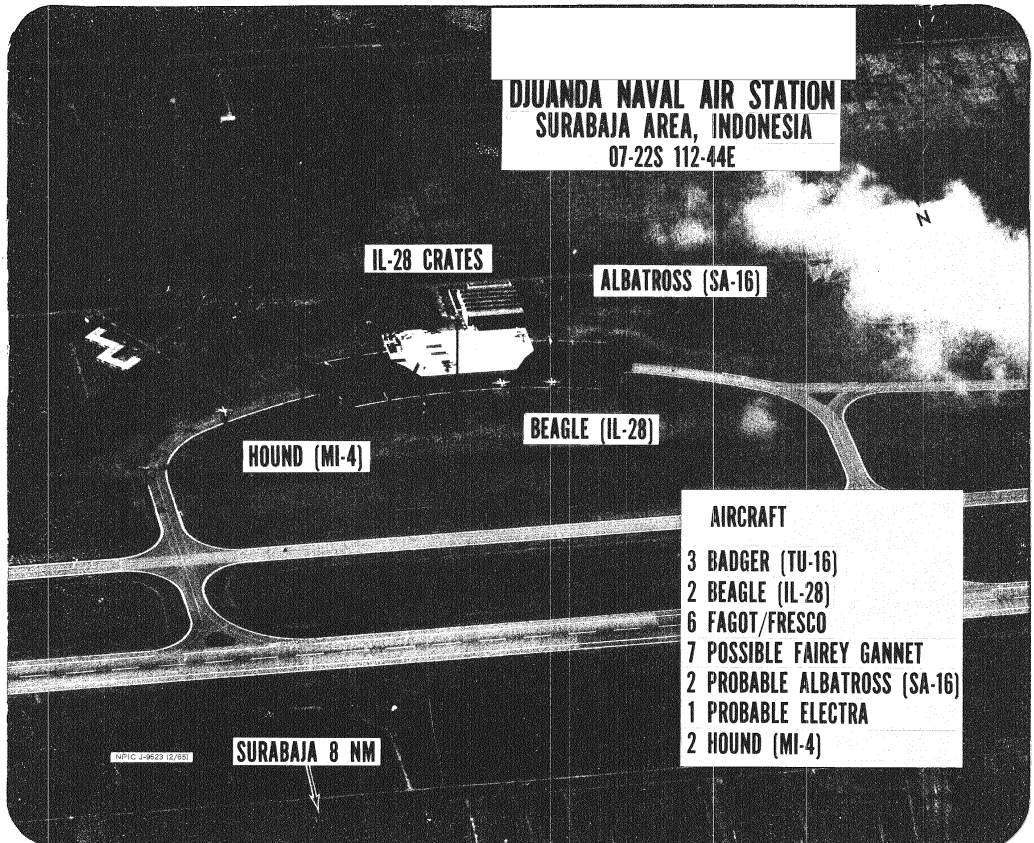 DJUANDA NAVAL AIR STATION
SURABAJA AREA, INDONESIA
07-22S 112-44E
N
IL-28 CRATES
ALBATROSS (SA-16)
BEAGLE (IL-28)
HOUND (MI-4)
AIRCRAFT
3 BADGER (TU-16)
2 BEAGLE (IL-28)
6 FAGOT/FRESCO
7 POSSIBLE FAIREY GANNET
2 PROBABLE ALBATROSS (SA-16)
1 PROBABLE ELECTRA
2 HOUND (MI-4)
NPIC J-9523 (2/65)
SURABAJA 8 NM